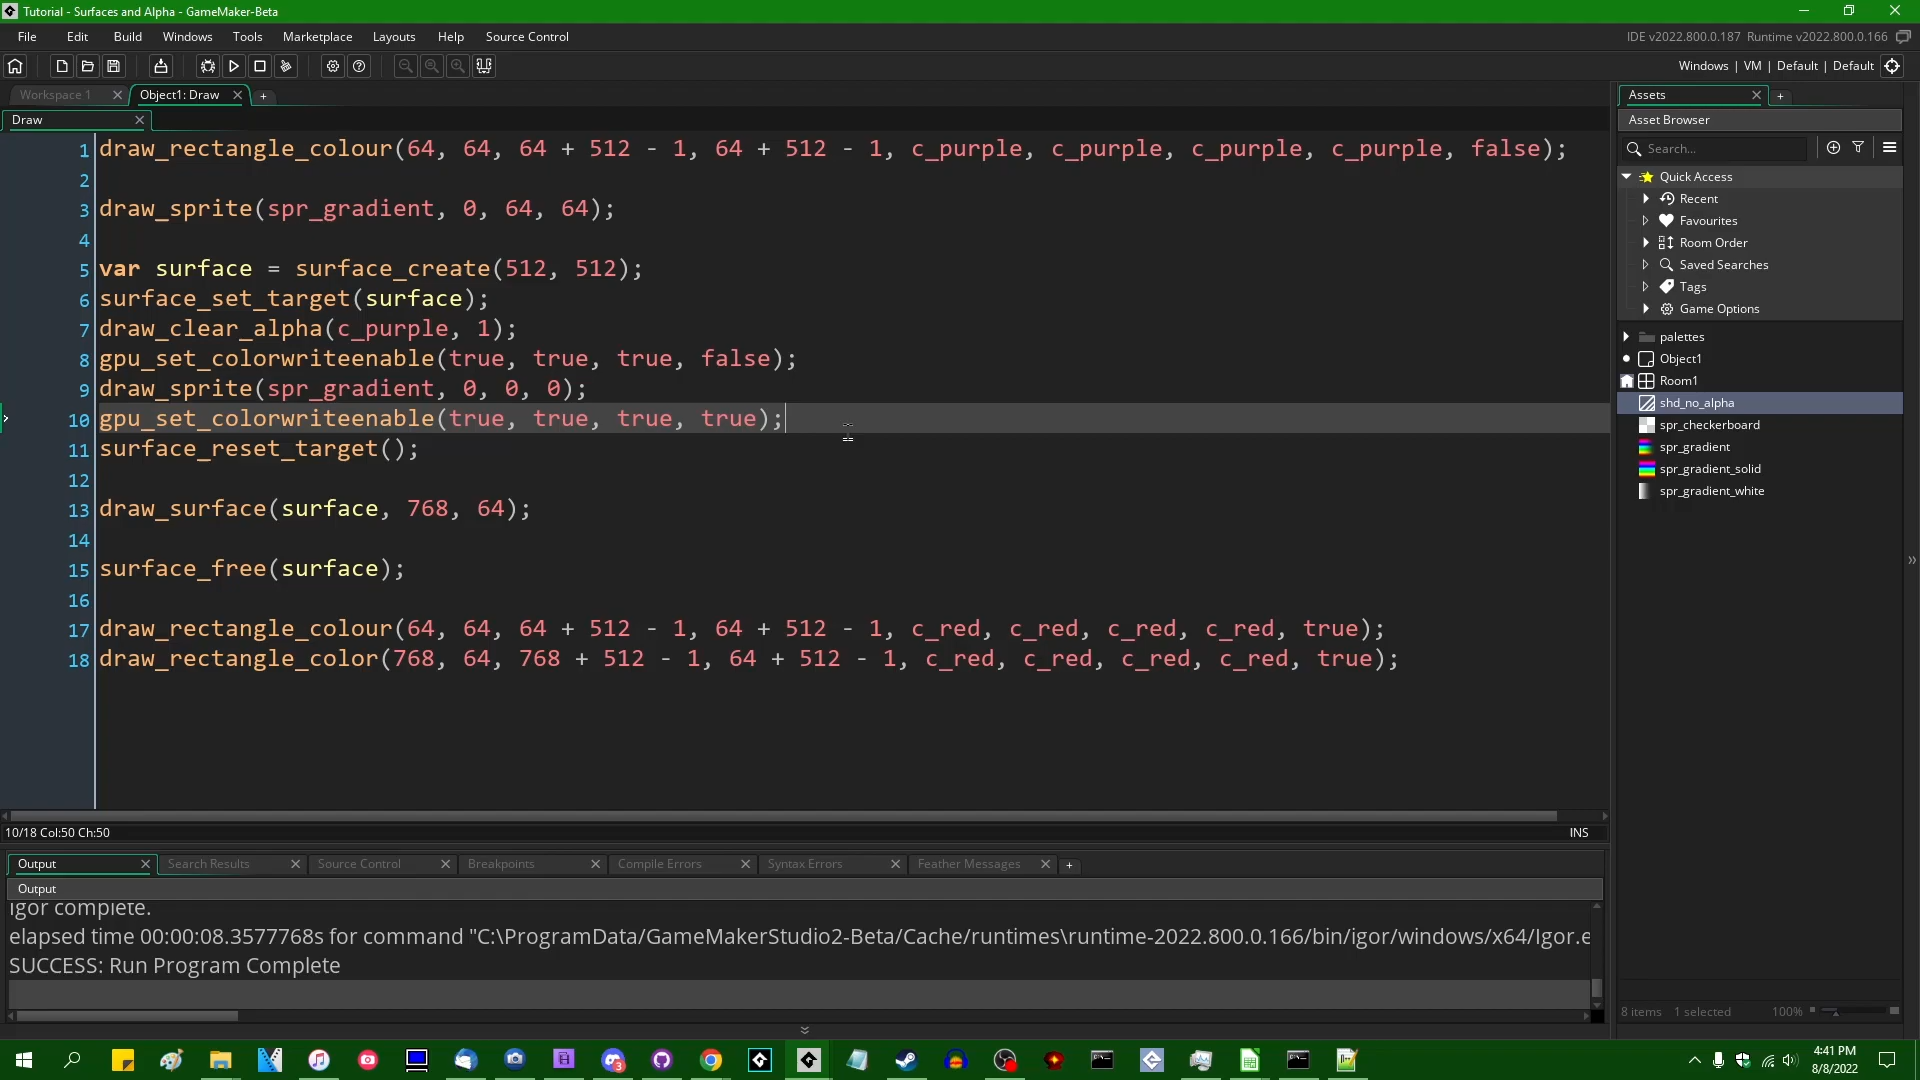 Tutorial - Surfaces and Alpha - GameMaker-Beta
File Edit Build Windows Tools Marketplace Layouts Help Source Control
IDE v2022.800.0.187 Runtime v2022.800.0.166
Windows | VM | Default | Default
Workspace 1
Object1: Draw
Draw
1 draw_rectangle_colour(64, 64, 64 + 512 - 1, 64 + 512 - 1, c_purple, c_purple, c_purple, c_purple, false);
2
3 draw_sprite(spr_gradient, 0, 64, 64);
4
5 var surface = surface_create(512, 512);
6 surface_set_target(surface);
7 draw_clear_alpha(c_purple, 1);
8 gpu_set_colorwriteenable(true, true, true, false);
9 draw_sprite(spr_gradient, 0, 0, 0);
10 gpu_set_colorwriteenable(true, true, true, true);
11 surface_reset_target();
12
13 draw_surface(surface, 768, 64);
14
15 surface_free(surface);
16
17 draw_rectangle_colour(64, 64, 64 + 512 - 1, 64 + 512 - 1, c_red, c_red, c_red, c_red, true);
18 draw_rectangle_color(768, 64, 768 + 512 - 1, 64 + 512 - 1, c_red, c_red, c_red, c_red, true);
10/18 Col:50 Ch:50
INS
Output Search Results Source Control Breakpoints Compile Errors Syntax Errors Feather Messages
Output
Igor complete.
elapsed time 00:00:08.3577768s for command "C:\ProgramData/GameMakerStudio2-Beta/Cache/runtimes\runtime-2022.800.0.166/bin/igor/windows/x64/Igor.e
SUCCESS: Run Program Complete
Assets
Asset Browser
Search...
Quick Access
Recent
Favourites
Room Order
Saved Searches
Tags
Game Options
palettes
Object1
Room1
shd_no_alpha
spr_checkerboard
spr_gradient
spr_gradient_solid
spr_gradient_white
8 items 1 selected 100%
3
4:41 PM
8/8/2022